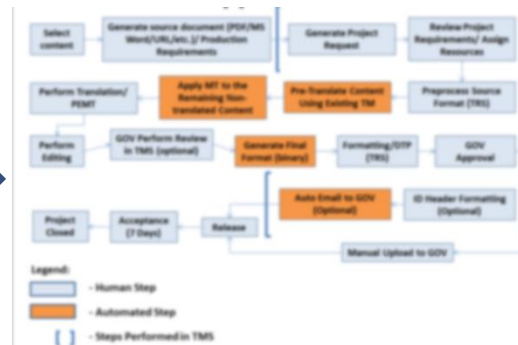 Select
content
Generate source document (PDF/MS
Word/URL/etc.)/ Production
Requirements
Generate Project
Request
Review Project
Requirements/ Assign
Resources
Perform Translation/
PEMT
Apply MT to the
Remaining Non-
translated Content
Pre-Translate Content
Using Existing TM
Preprocess Source
Format (TRS)
Perform
Editing
GOV Perform Review
in TMS (optional)
Generate Final
Format (binary)
Formatting/DTP
(TRS)
GOV
Approval
Project
Closed
Acceptance
(7 Days)
Release
Auto Email to GOV
(Optional)
ID Header Formatting
(Optional)
Manual Upload to GOV
Legend:
- Human Step
- Automated Step
- Steps Performed in TMS